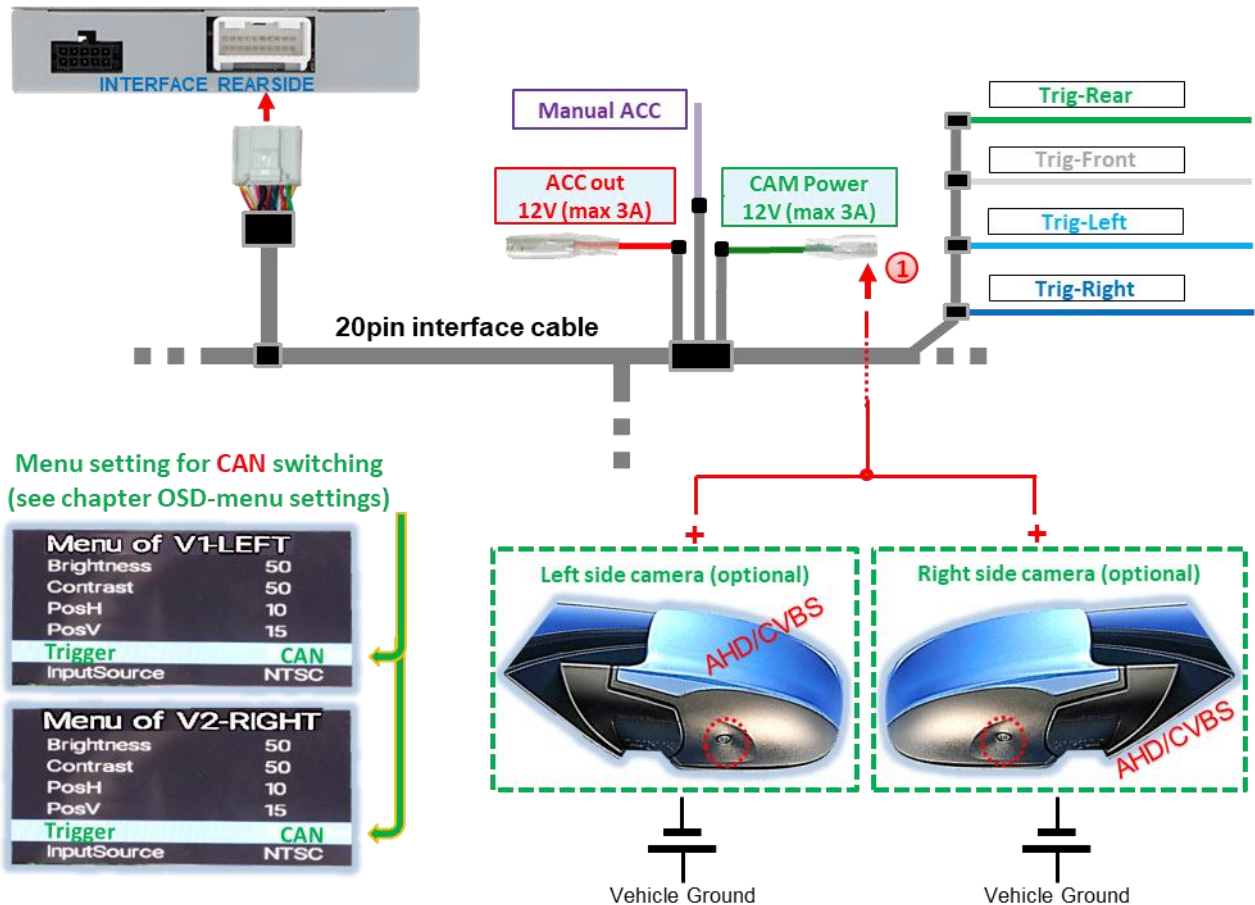 INTERFACE REARSIDE
Manual ACC
ACC out
12V (max 3A)
CAM Power
12V (max 3A)
Trig-Rear
Trig-Front
Trig-Left
Trig-Right
1
20pin interface cable
Menu setting for CAN switching
(see chapter OSD-menu settings)
Menu of V1-LEFT
Brightness 50
Contrast 50
PosH 10
PosV 15
Trigger CAN
InputSource NTSC
Menu of V2-RIGHT
Brightness 50
Contrast 50
PosH 10
PosV 15
Trigger CAN
InputSource NTSC
+
+
Left side camera (optional)
AHD/CVBS
Right side camera (optional)
AHD/CVBS
Vehicle Ground
Vehicle Ground